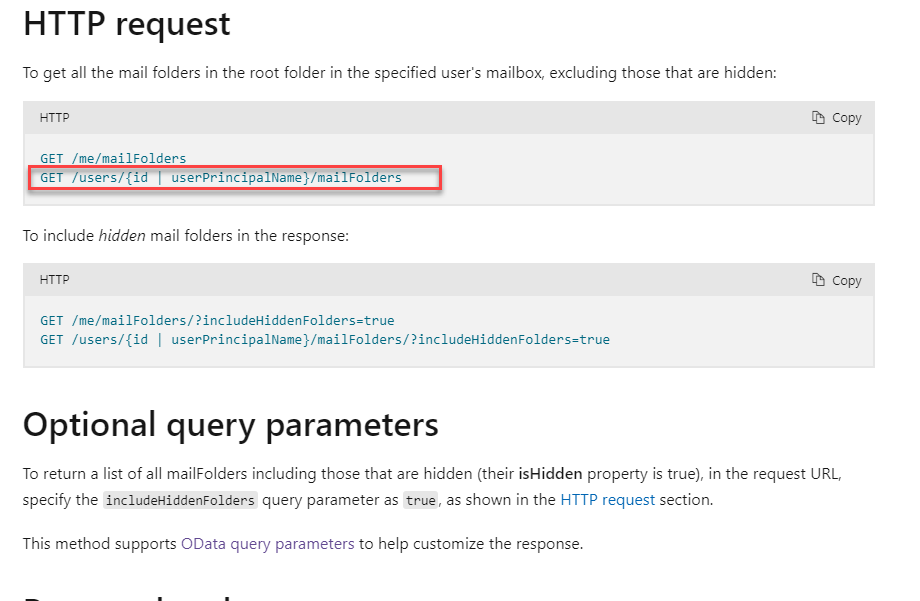 HTTP request
To get all the mail folders in the root folder in the specified user's mailbox, excluding those that are hidden:
HTTP
Copy
GET /me/mailFolders
GET /users/{id | userPrincipalName}/mailFolders
To include hidden mail folders in the response:
HTTP
Copy
GET /me/mailFolders/?includeHiddenFolders=true
GET /users/{id | userPrincipalName}/mailFolders/?includeHiddenFolders=true
Optional query parameters
To return a list of all mailFolders including those that are hidden (their isHidden property is true), in the request URL,
specify the includeHiddenFolders query parameter as true, as shown in the HTTP request section.
This method supports OData query parameters to help customize the response.